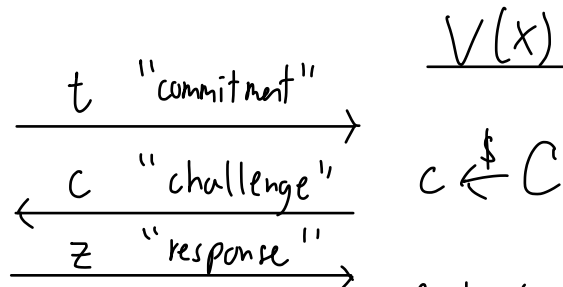 V(x)
t "commitment"
c "challenge" c ←$ C
z "response"